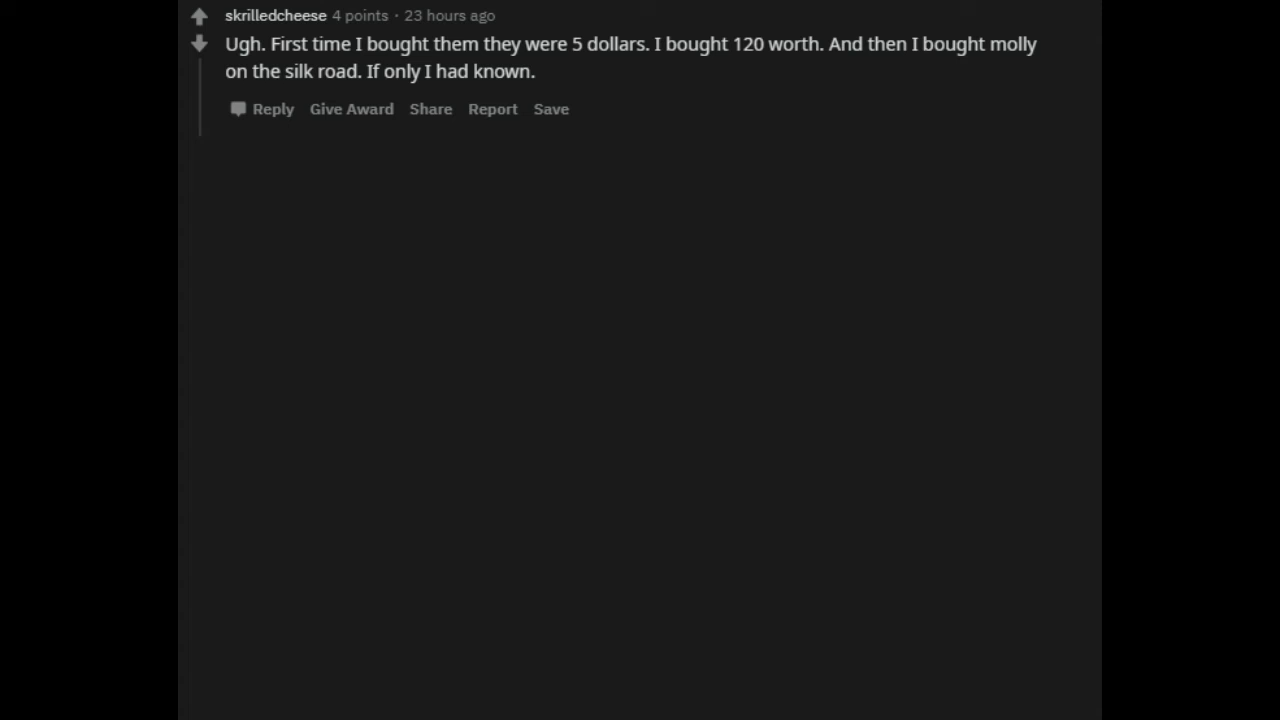 skrilledcheese 4 points · 23 hours ago
Ugh. First time I bought them they were 5 dollars. I bought 120 worth. And then I bought molly
on the silk road. If only I had known.
Reply Give Award Share Report Save